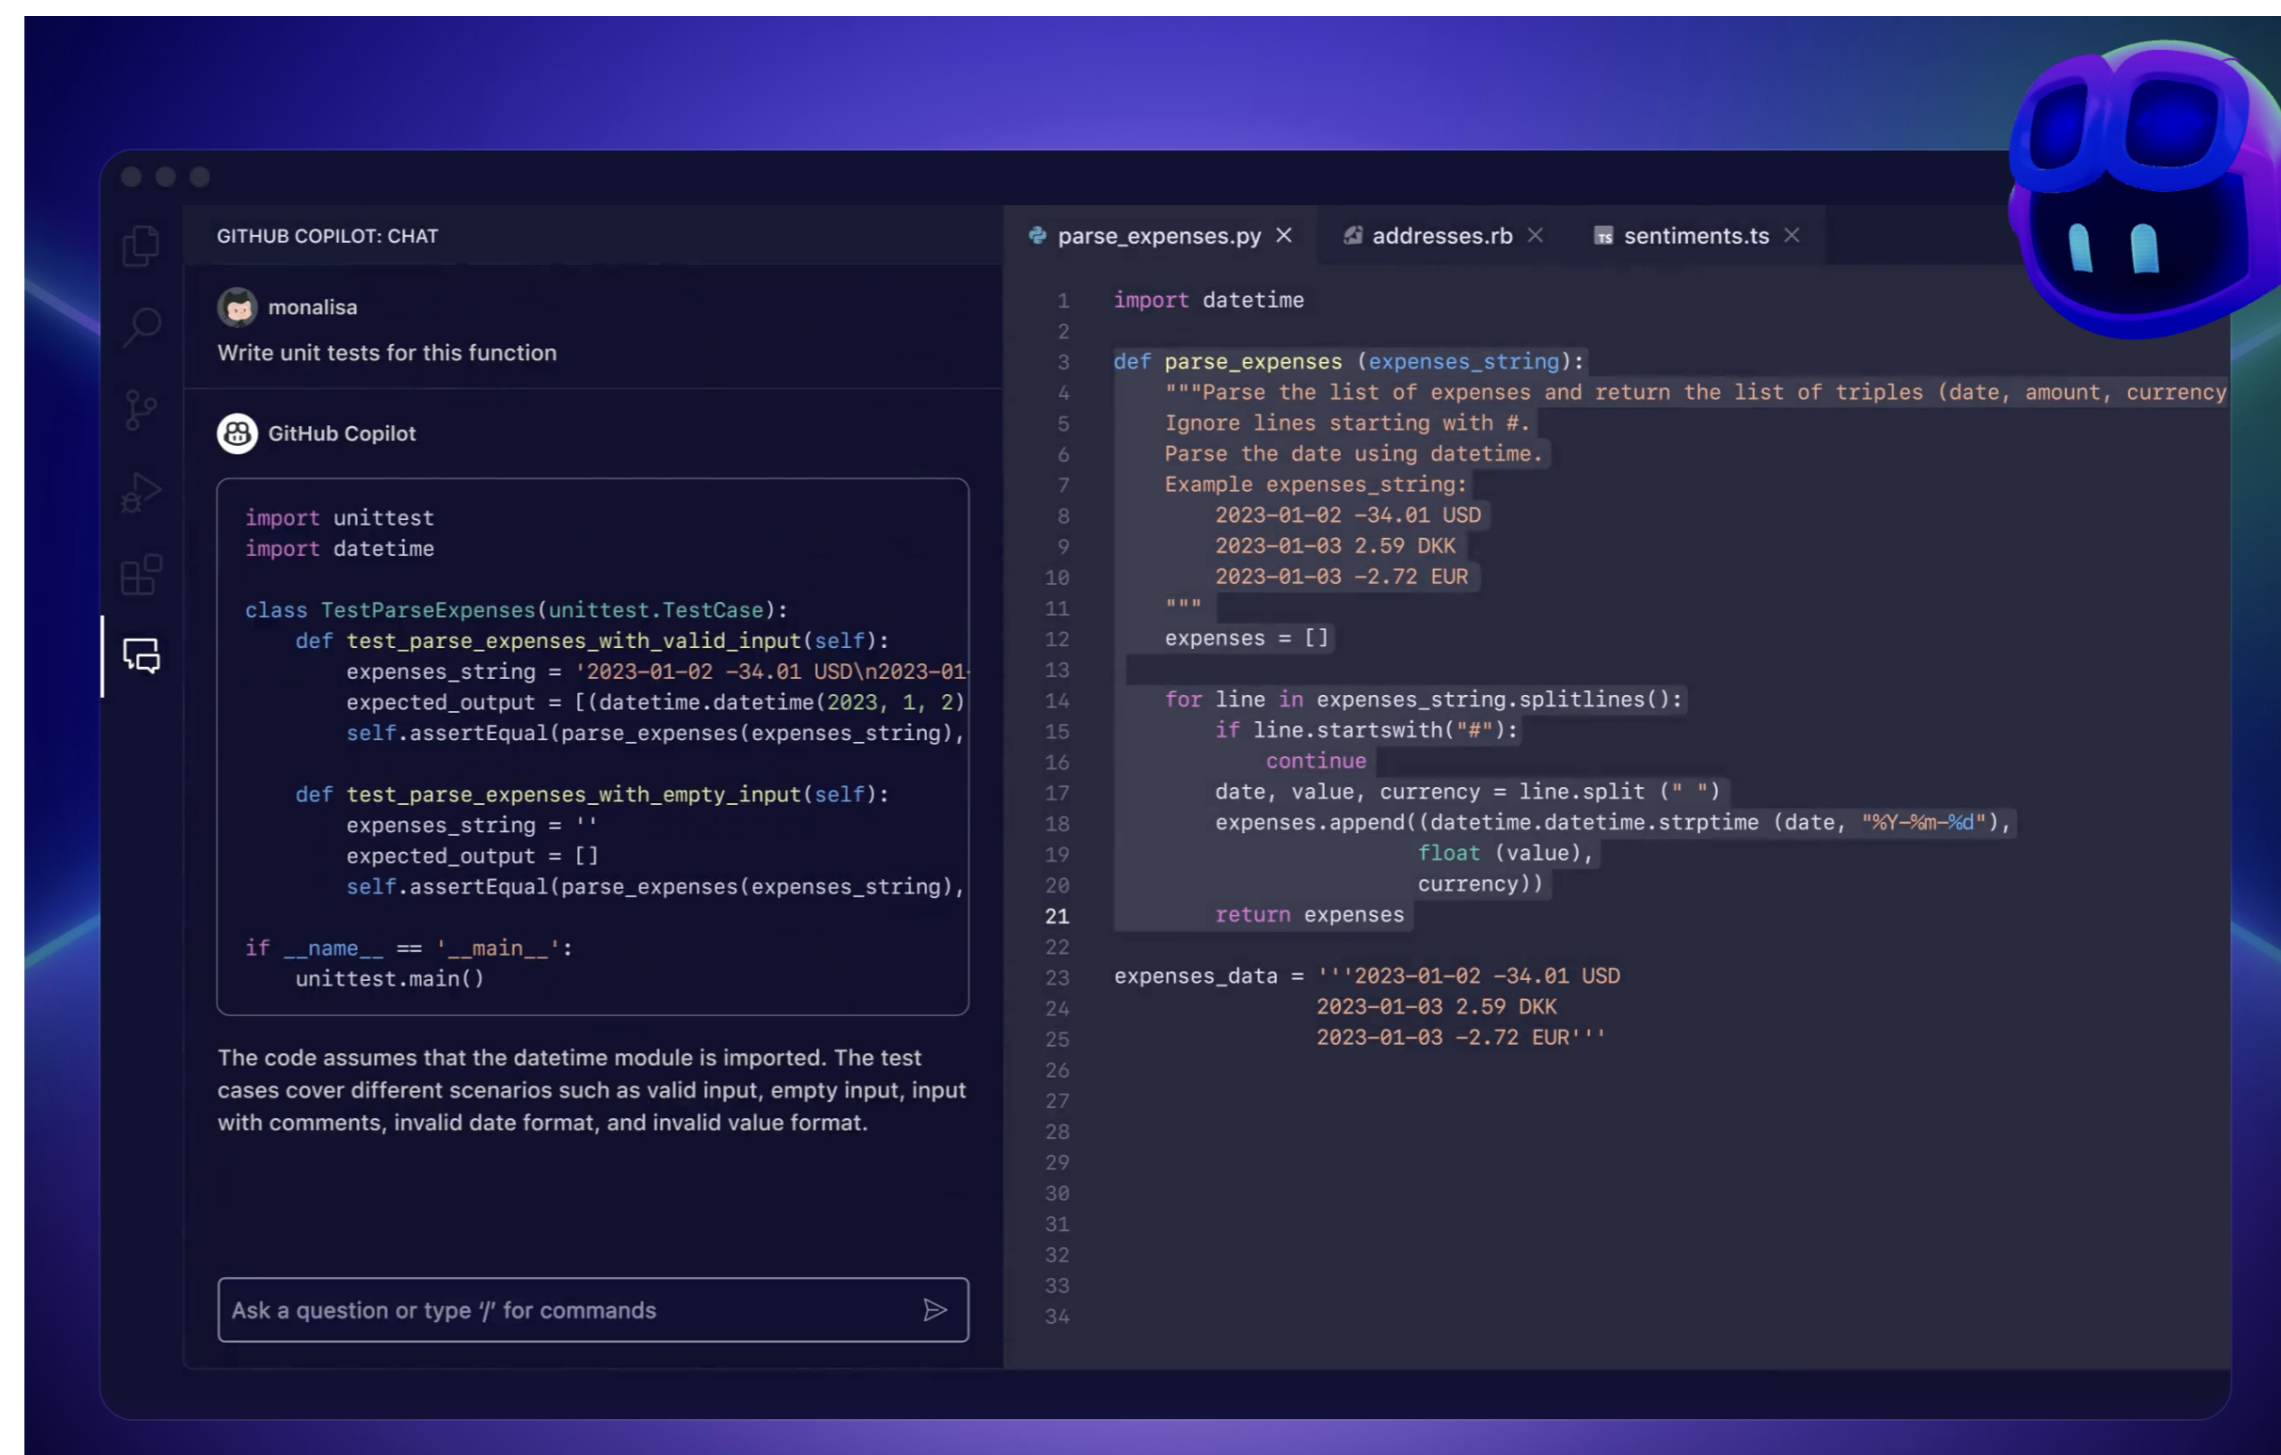 GITHUB COPILOT: CHAT
monalisa
Write unit tests for this function
GitHub Copilot
import unittest
import datetime
class TestParseExpenses(unittest.TestCase):
    def test_parse_expenses_with_valid_input(self):
        expenses_string = '2023-01-02 -34.01 USD\n2023-01-
        expected_output = [(datetime.datetime(2023, 1, 2)
        self.assertEqual(parse_expenses(expenses_string),
    def test_parse_expenses_with_empty_input(self):
        expenses_string = ''
        expected_output = []
        self.assertEqual(parse_expenses(expenses_string),
if __name__ == '__main__':
    unittest.main()
The code assumes that the datetime module is imported. The test
cases cover different scenarios such as valid input, empty input, input
with comments, invalid date format, and invalid value format.
Ask a question or type ‘/’ for commands
parse_expenses.py
addresses.rb
TS sentiments.ts
1 import datetime
2
3 def parse_expenses (expenses_string):
4     """Parse the list of expenses and return the list of triples (date, amount, currency
5     Ignore lines starting with #.
6     Parse the date using datetime.
7     Example expenses_string:
8         2023-01-02 -34.01 USD
9         2023-01-03 2.59 DKK
10         2023-01-03 -2.72 EUR
11     """
12     expenses = []
13
14     for line in expenses_string.splitlines():
15         if line.startswith("#"):
16             continue
17         date, value, currency = line.split (" ")
18         expenses.append((datetime.datetime.strptime (date, "%Y-%m-%d"),
19                         float (value),
20                         currency))
21         return expenses
22
23 expenses_data = '''2023-01-02 -34.01 USD
24                 2023-01-03 2.59 DKK
25                 2023-01-03 -2.72 EUR'''
26
27
28
29
30
31
32
33
34